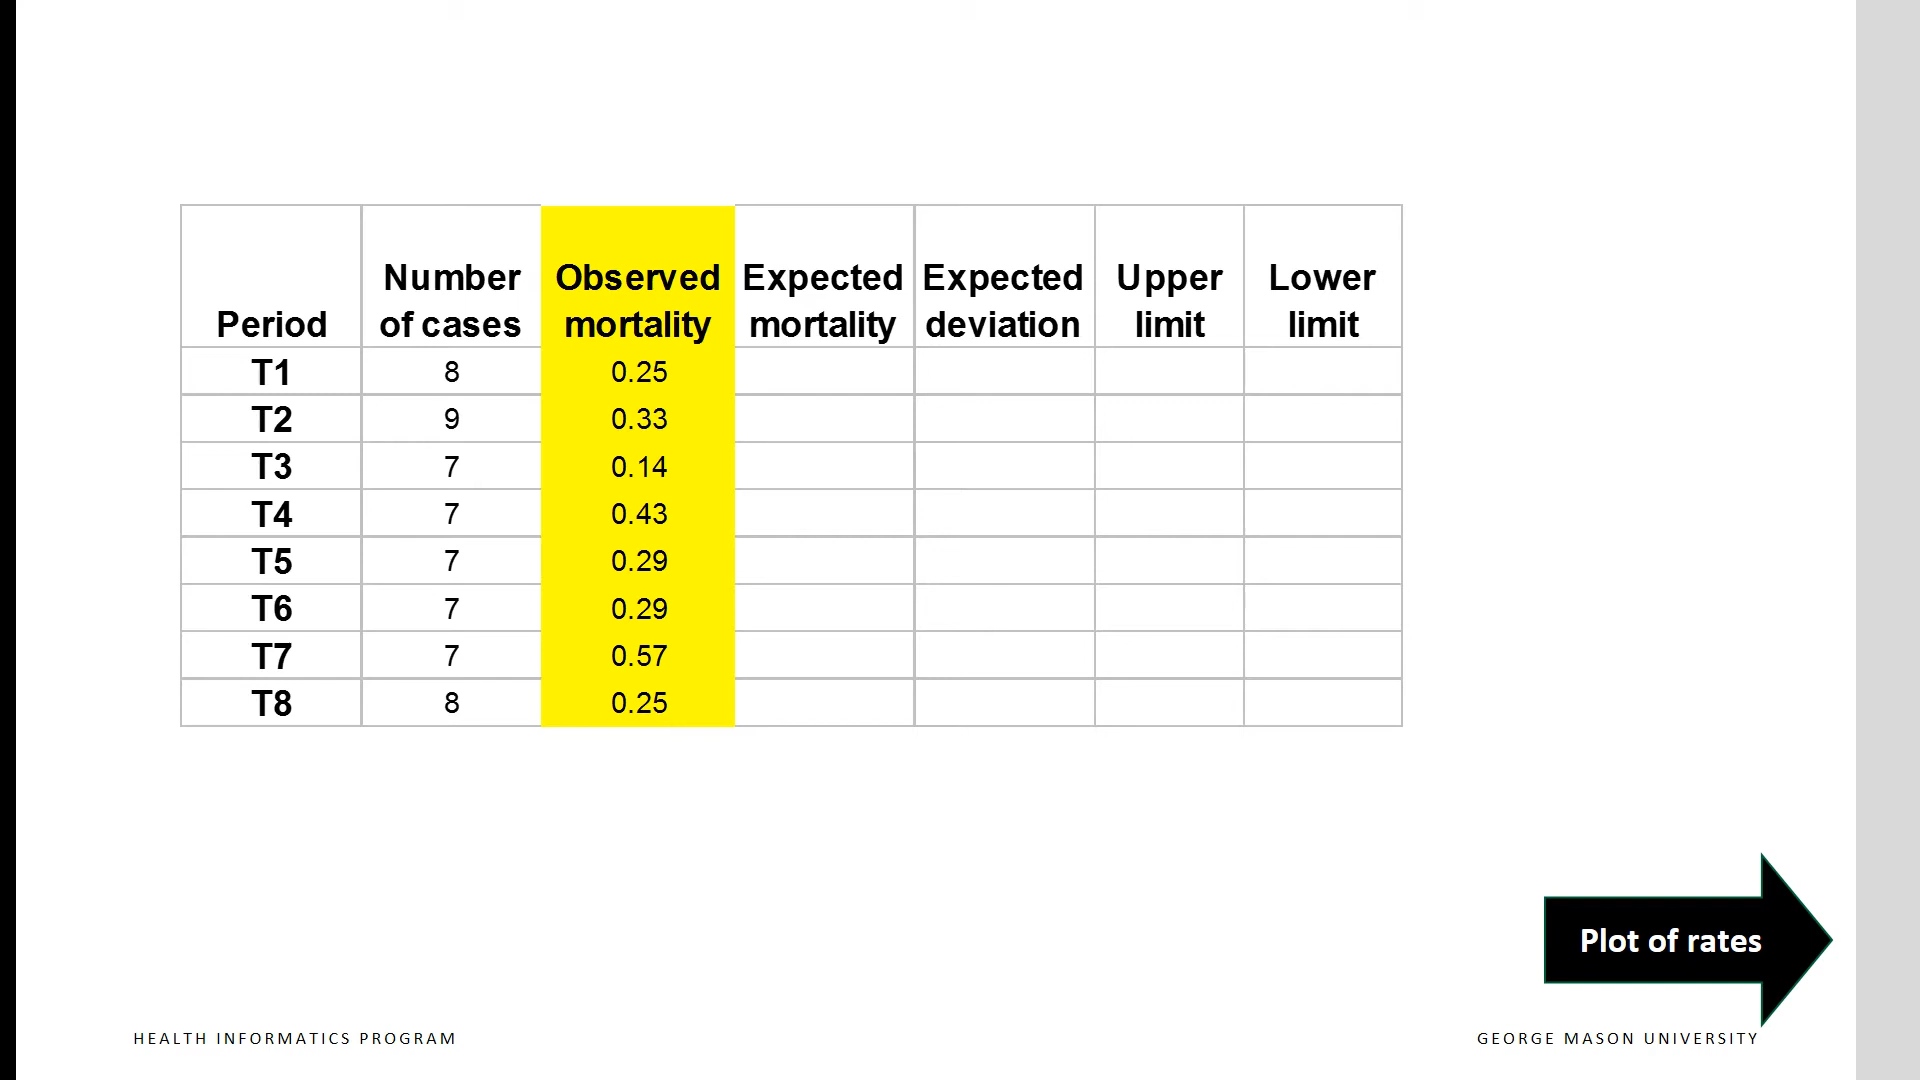 Period Number of cases Observed mortality Expected mortality Expected deviation Upper limit Lower limit
T1 8 0.25
T2 9 0.33
T3 7 0.14
T4 7 0.43
T5 7 0.29
T6 7 0.29
T7 7 0.57
T8 8 0.25
Plot of rates
HEALTH INFORMATICS PROGRAM
GEORGE MASON UNIVERSITY